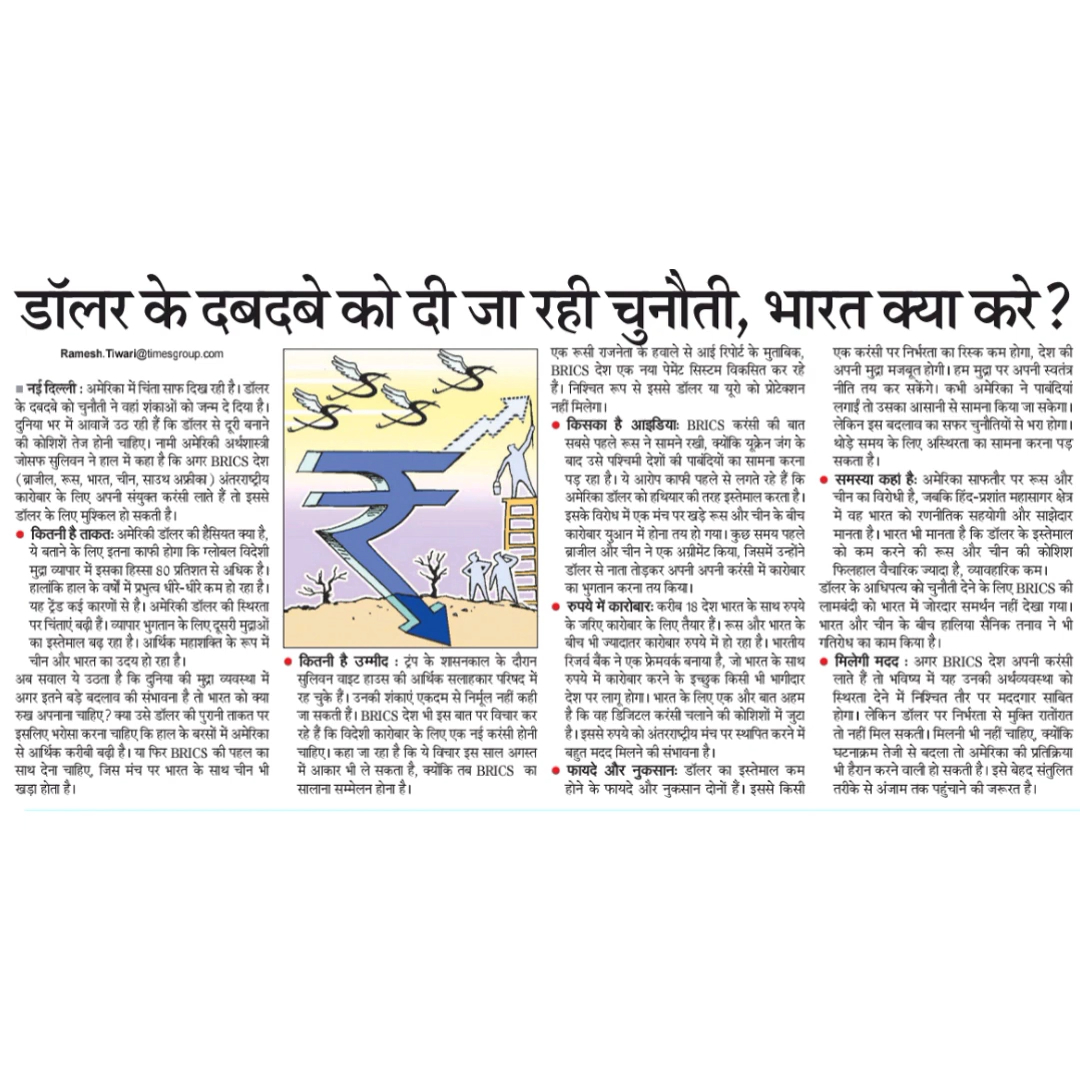 डॉलर के दबदबे को दी जा रही चुनौती, भारत क्या करे?
Ramesh.Tiwari@timesgroup.com
नई दिल्ली : अमेरिका में चिंता साफ दिख रही है। डॉलर
के दबदबे को चुनौती ने वहां शंकाओं को जन्म दे दिया है।
दुनिया भर में आवाजें उठ रही हैं कि डॉलर से दूरी बनाने
की कोशिशें तेज होनी चाहिए। नामी अमेरिकी अर्थशास्त्री
जोसफ सुलिवन ने हाल में कहा है कि अगर BRICS देश
(ब्राजील, रूस, भारत, चीन, साउथ अफ्रीका) अंतरराष्ट्रीय
कारोबार के लिए अपनी संयुक्त करंसी लाते हैं तो इससे
डॉलर के लिए मुश्किल हो सकती है।
● कितनी है ताकत: अमेरिकी डॉलर की हैसियत क्या है,
ये बताने के लिए इतना काफी होगा कि ग्लोबल विदेशी
मुद्रा व्यापार में इसका हिस्सा 80 प्रतिशत से अधिक है।
हालांकि हाल के वर्षों में प्रभुत्व धीरे-धीरे कम हो रहा है।
यह ट्रेंड कई कारणों से है। अमेरिकी डॉलर की स्थिरता
पर चिंताएं बढ़ी हैं। व्यापार भुगतान के लिए दूसरी मुद्राओं
का इस्तेमाल बढ़ रहा है। आर्थिक महाशक्ति के रूप में
चीन और भारत का उदय हो रहा है।
अब सवाल ये उठता है कि दुनिया की मुद्रा व्यवस्था में
अगर इतने बड़े बदलाव की संभावना है तो भारत को क्या
रुख अपनाना चाहिए? क्या उसे डॉलर की पुरानी ताकत पर
इसलिए भरोसा करना चाहिए कि हाल के बरसों में अमेरिका
से आर्थिक करीबी बढ़ी है। या फिर BRICS की पहल का
साथ देना चाहिए, जिस मंच पर भारत के साथ चीन भी
खड़ा होता है।
● कितनी है उम्मीद : ट्रंप के शासनकाल के दौरान
सुलिवन वाइट हाउस की आर्थिक सलाहकार परिषद में
रह चुके हैं। उनकी शंकाएं एकदम से निर्मूल नहीं कही
जा सकती हैं। BRICS देश भी इस बात पर विचार कर
रहे हैं कि विदेशी कारोबार के लिए एक नई करंसी होनी
चाहिए। कहा जा रहा है कि ये विचार इस साल अगस्त
में आकार भी ले सकता है, क्योंकि तब BRICS का
सालाना सम्मेलन होना है।
एक रूसी राजनेता के हवाले से आई रिपोर्ट के मुताबिक,
BRICS देश एक नया पेमेंट सिस्टम विकसित कर रहे
हैं। निश्चित रूप से इससे डॉलर या यूरो को प्रोटेक्शन
नहीं मिलेगा।
● किसका है आइडिया: BRICS करंसी की बात
सबसे पहले रूस ने सामने रखी, क्योंकि यूक्रेन जंग के
बाद उसे पश्चिमी देशों की पाबंदियों का सामना करना
पड़ रहा है। ये आरोप काफी पहले से लगते रहे हैं कि
अमेरिका डॉलर को हथियार की तरह इस्तेमाल करता है।
इसके विरोध में एक मंच पर खड़े रूस और चीन के बीच
कारोबार युआन में होना तय हो गया। कुछ समय पहले
ब्राजील और चीन ने एक अग्रीमेंट किया, जिसमें उन्होंने
डॉलर से नाता तोड़कर अपनी अपनी करंसी में कारोबार
का भुगतान करना तय किया।
● रुपये में कारोबार: करीब 18 देश भारत के साथ रुपये
के जरिए कारोबार के लिए तैयार हैं। रूस और भारत के
बीच भी ज्यादातर कारोबार रुपये में हो रहा है। भारतीय
रिजर्व बैंक ने एक फ्रेमवर्क बनाया है, जो भारत के साथ
रुपये में कारोबार करने के इच्छुक किसी भी भागीदार
देश पर लागू होगा। भारत के लिए एक और बात अहम
है कि वह डिजिटल करंसी चलाने की कोशिशों में जुटा
है। इससे रुपये को अंतरराष्ट्रीय मंच पर स्थापित करने में
बहुत मदद मिलने की संभावना है।
● फायदे और नुकसान: डॉलर का इस्तेमाल कम
होने के फायदे और नुकसान दोनों हैं। इससे किसी
एक करंसी पर निर्भरता का रिस्क कम होगा, देश की
अपनी मुद्रा मजबूत होगी। हम मुद्रा पर अपनी स्वतंत्र
नीति तय कर सकेंगे। कभी अमेरिका ने पाबंदियां
लगाईं तो उसका आसानी से सामना किया जा सकेगा।
लेकिन इस बदलाव का सफर चुनौतियों से भरा होगा।
थोड़े समय के लिए अस्थिरता का सामना करना पड़
सकता है।
● समस्या कहां है: अमेरिका साफतौर पर रूस और
चीन का विरोधी है, जबकि हिंद-प्रशांत महासागर क्षेत्र
में वह भारत को रणनीतिक सहयोगी और साझेदार
मानता है। भारत भी मानता है कि डॉलर के इस्तेमाल
को कम करने की रूस और चीन की कोशिश
फिलहाल वैचारिक ज्यादा है, व्यावहारिक कम।
डॉलर के आधिपत्य को चुनौती देने के लिए BRICS की
लामबंदी को भारत में जोरदार समर्थन नहीं देखा गया।
भारत और चीन के बीच हालिया सैनिक तनाव ने भी
गतिरोध का काम किया है।
● मिलेगी मदद : अगर BRICS देश अपनी करंसी
लाते हैं तो भविष्य में यह उनकी अर्थव्यवस्था को
स्थिरता देने में निश्चित तौर पर मददगार साबित
होगा। लेकिन डॉलर पर निर्भरता से मुक्ति रातोंरात
तो नहीं मिल सकती। मिलनी भी नहीं चाहिए, क्योंकि
घटनाक्रम तेजी से बदला तो अमेरिका की प्रतिक्रिया
भी हैरान करने वाली हो सकती है। इसे बेहद संतुलित
तरीके से अंजाम तक पहुंचाने की जरूरत है।